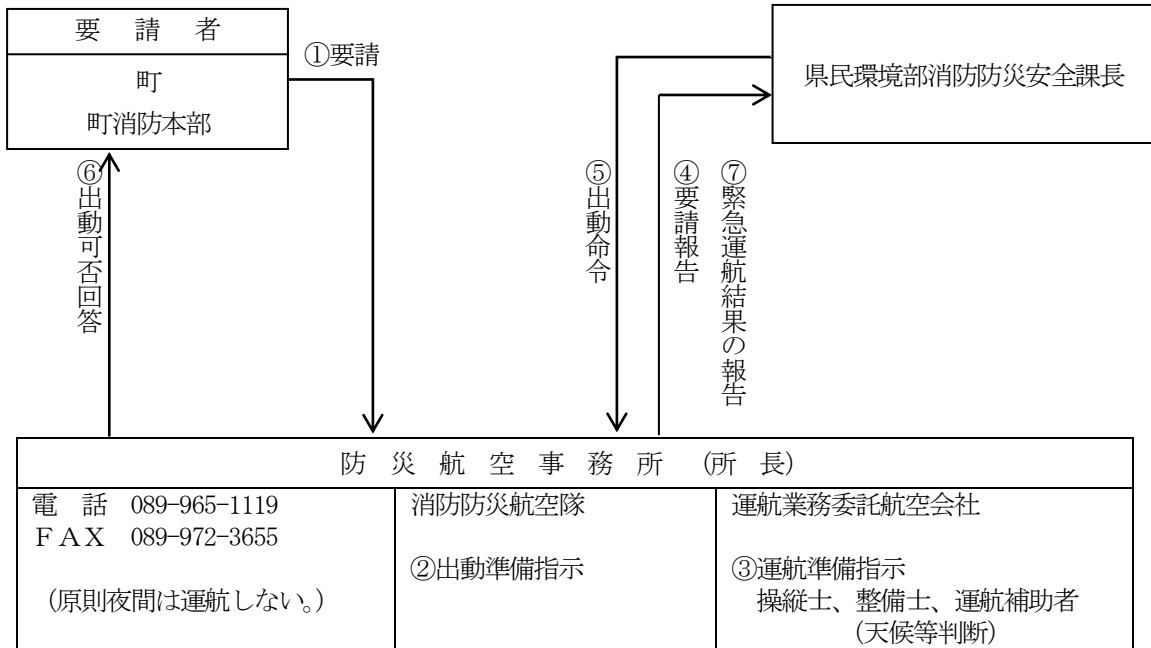 要　請　者
町
町消防本部
①要請
県民環境部消防防災安全課長
⑥出動可否回答
⑤出動命令
④要請報告
⑦緊急運航結果の報告
防　災　航　空　事　務　所　(所　長)
電　話　089-965-1119
ＦＡＸ　089-972-3655
（原則夜間は運航しない。）
消防防災航空隊
②出動準備指示
運航業務委託航空会社
③運航準備指示
操縦士、整備士、運航補助者
(天候等判断)